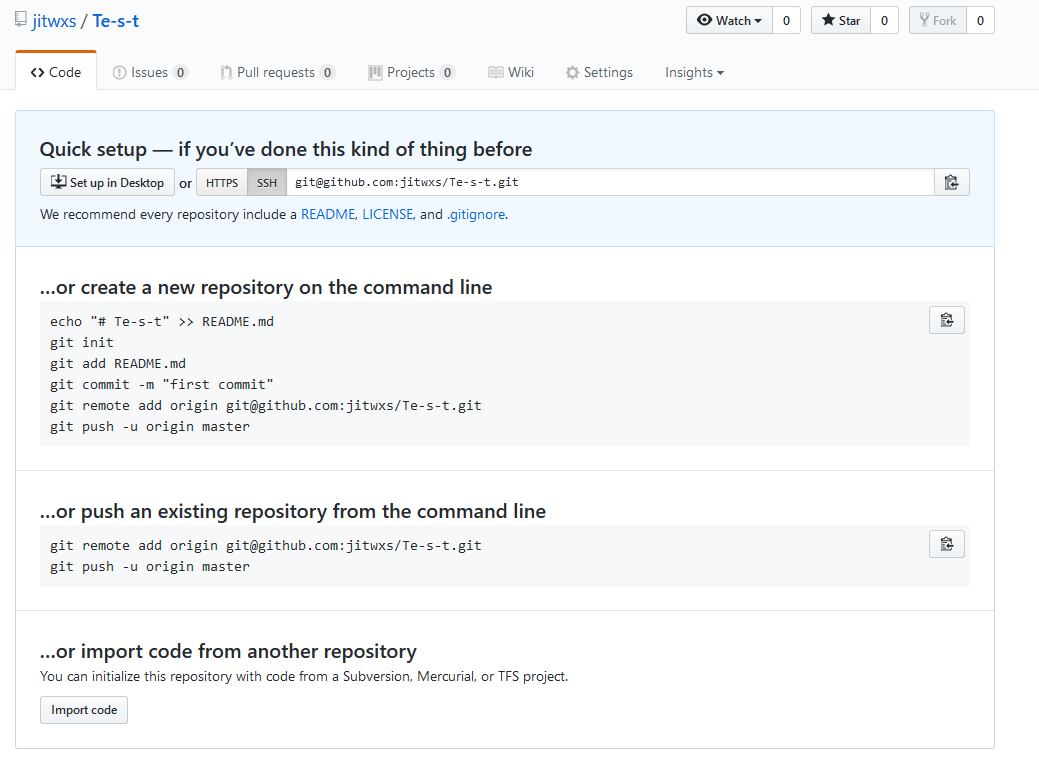 jitwxs / Te-s-t
Watch 0 Star 0 Fork 0
Code Issues 0 Pull requests 0 Projects 0 Wiki Settings Insights
Quick setup — if you’ve done this kind of thing before
Set up in Desktop or HTTPS SSH git@github.com:jitwxs/Te-s-t.git
We recommend every repository include a README, LICENSE, and .gitignore.
…or create a new repository on the command line
echo "# Te-s-t" >> README.md
git init
git add README.md
git commit -m "first commit"
git remote add origin git@github.com:jitwxs/Te-s-t.git
git push -u origin master
…or push an existing repository from the command line
git remote add origin git@github.com:jitwxs/Te-s-t.git
git push -u origin master
…or import code from another repository
You can initialize this repository with code from a Subversion, Mercurial, or TFS project.
Import code